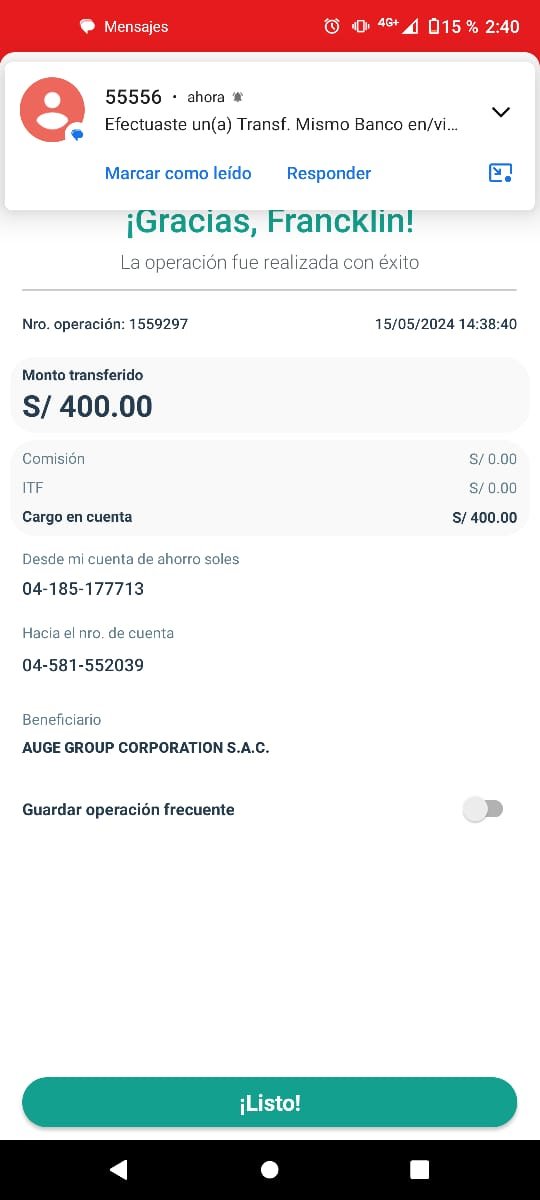 Mensajes
4G+ 15 % 2:40
55556 · ahora
Efectuaste un(a) Transf. Mismo Banco en/vi...
Marcar como leído Responder
¡Gracias, Francklin!
La operación fue realizada con éxito
Nro. operación: 1559297 15/05/2024 14:38:40
Monto transferido
S/ 400.00
Comisión S/ 0.00
ITF S/ 0.00
Cargo en cuenta S/ 400.00
Desde mi cuenta de ahorro soles
04-185-177713
Hacia el nro. de cuenta
04-581-552039
Beneficiario
AUGE GROUP CORPORATION S.A.C.
Guardar operación frecuente
¡Listo!